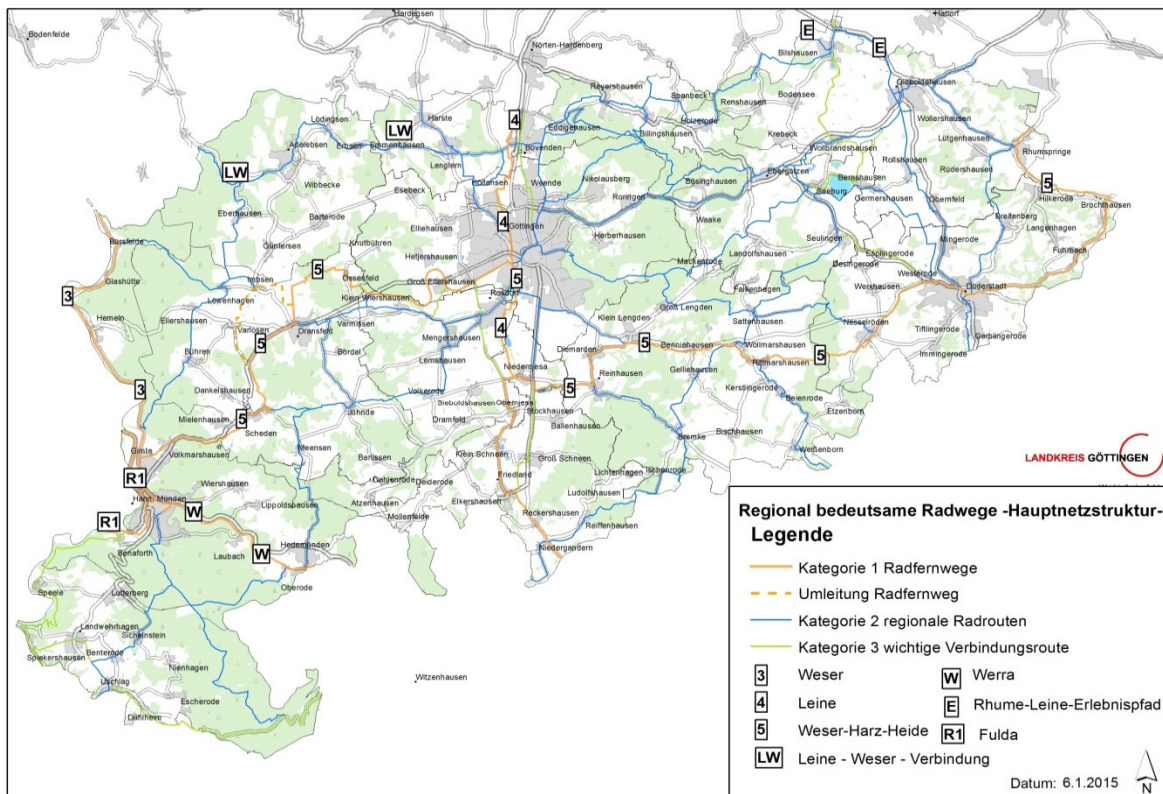 Bodenfelde
Hardegsen
Hattorf
Nörten-Hardenberg
E
Bilshausen
E
Gieboldehausen
Lödingsen
Harste
LW
Reyershausen
Spanbeck
Renshausen
Bodensee
Wollershausen
Adelebsen
Erbsen
Emmenhausen
4
Eddigehausen
Billingshausen
Holzerode
Krebeck
Lütgenhausen
Rhumspringe
LW
Lenglern
Bovenden
Wollbrandshausen
Rollshausen
Wibbecke
Esebeck
Holtensen
Weende
Nikolausberg
Bösinghausen
Ebergötzen
Seeburg
Bernshausen
Rüdershausen
5
Hilkerode
Eberhausen
Barterode
Elliehausen
4
Göttingen
Roringen
Waake
Germershausen
Obernfeld
Breitenberg
Brochthausen
Bursfelde
Güntersen
Knutbühren
Hetjershausen
Herberhausen
Mackenrode
Landolfshausen
Seulingen
Esplingerode
Desingerode
Mingerode
Langenhagen
Fuhrbach
Glashütte
Imbsen
5
Ossenfeld
Groß Ellershausen
5
Rosdorf
Falkenhagen
Werxhausen
Westerode
Duderstadt
3
Hemeln
Löwenhagen
Klein Wiershausen
Klein Lengden
Groß Lengden
Ellershausen
Varlosen
Dransfeld
Varmissen
Mengershausen
4
Sattenhausen
Nesselröden
Tiftlingerode
Gerblingerode
Bühren
5
Bördel
Lemshausen
Diemarden
5
Benniehausen
Wöllmarshausen
Rittmarshausen
5
Immingerode
3
Dankelshausen
Volkerode
Niedernjesa
5
Reinhausen
Gelliehausen
Kerstlingerode
Beienrode
Etzenborn
Mielenhausen
5
Scheden
Jühnde
Sieboldshausen
Obernjesa
Stockhausen
Ballenhausen
Gimte
Volkmarshausen
Meensen
Dramfeld
Bremke
Bischhausen
Weißenborn
LANDKREIS GÖTTINGEN
R1
Wiershausen
Barlissen
Klein Schneen
Groß Schneen
Lichtenhagen
Ischenrode
Hann. Münden
Lippoldshausen
Atzenhausen
Deiderode
Friedland
Ludolfshausen
R1
W
Mollenfelde
Elkershausen
Reckershausen
Reiffenhausen
Bonaforth
Laubach
W
Hedemünden
Niedergandern
Speele
Lutterberg
Oberode
Landwehrhagen
Sichelnstein
Spiekershausen
Benterode
Nienhagen
Witzenhausen
Uschlag
Escherode
Dahlheim
Regional bedeutsame Radwege -Hauptnetzstruktur-
Legende
Kategorie 1 Radfernwege
Umleitung Radfernweg
Kategorie 2 regionale Radrouten
Kategorie 3 wichtige Verbindungsroute
3 Weser
W Werra
4 Leine
E Rhume-Leine-Erlebnispfad
5 Weser-Harz-Heide
R1 Fulda
LW Leine - Weser - Verbindung
Datum: 6.1.2015
N